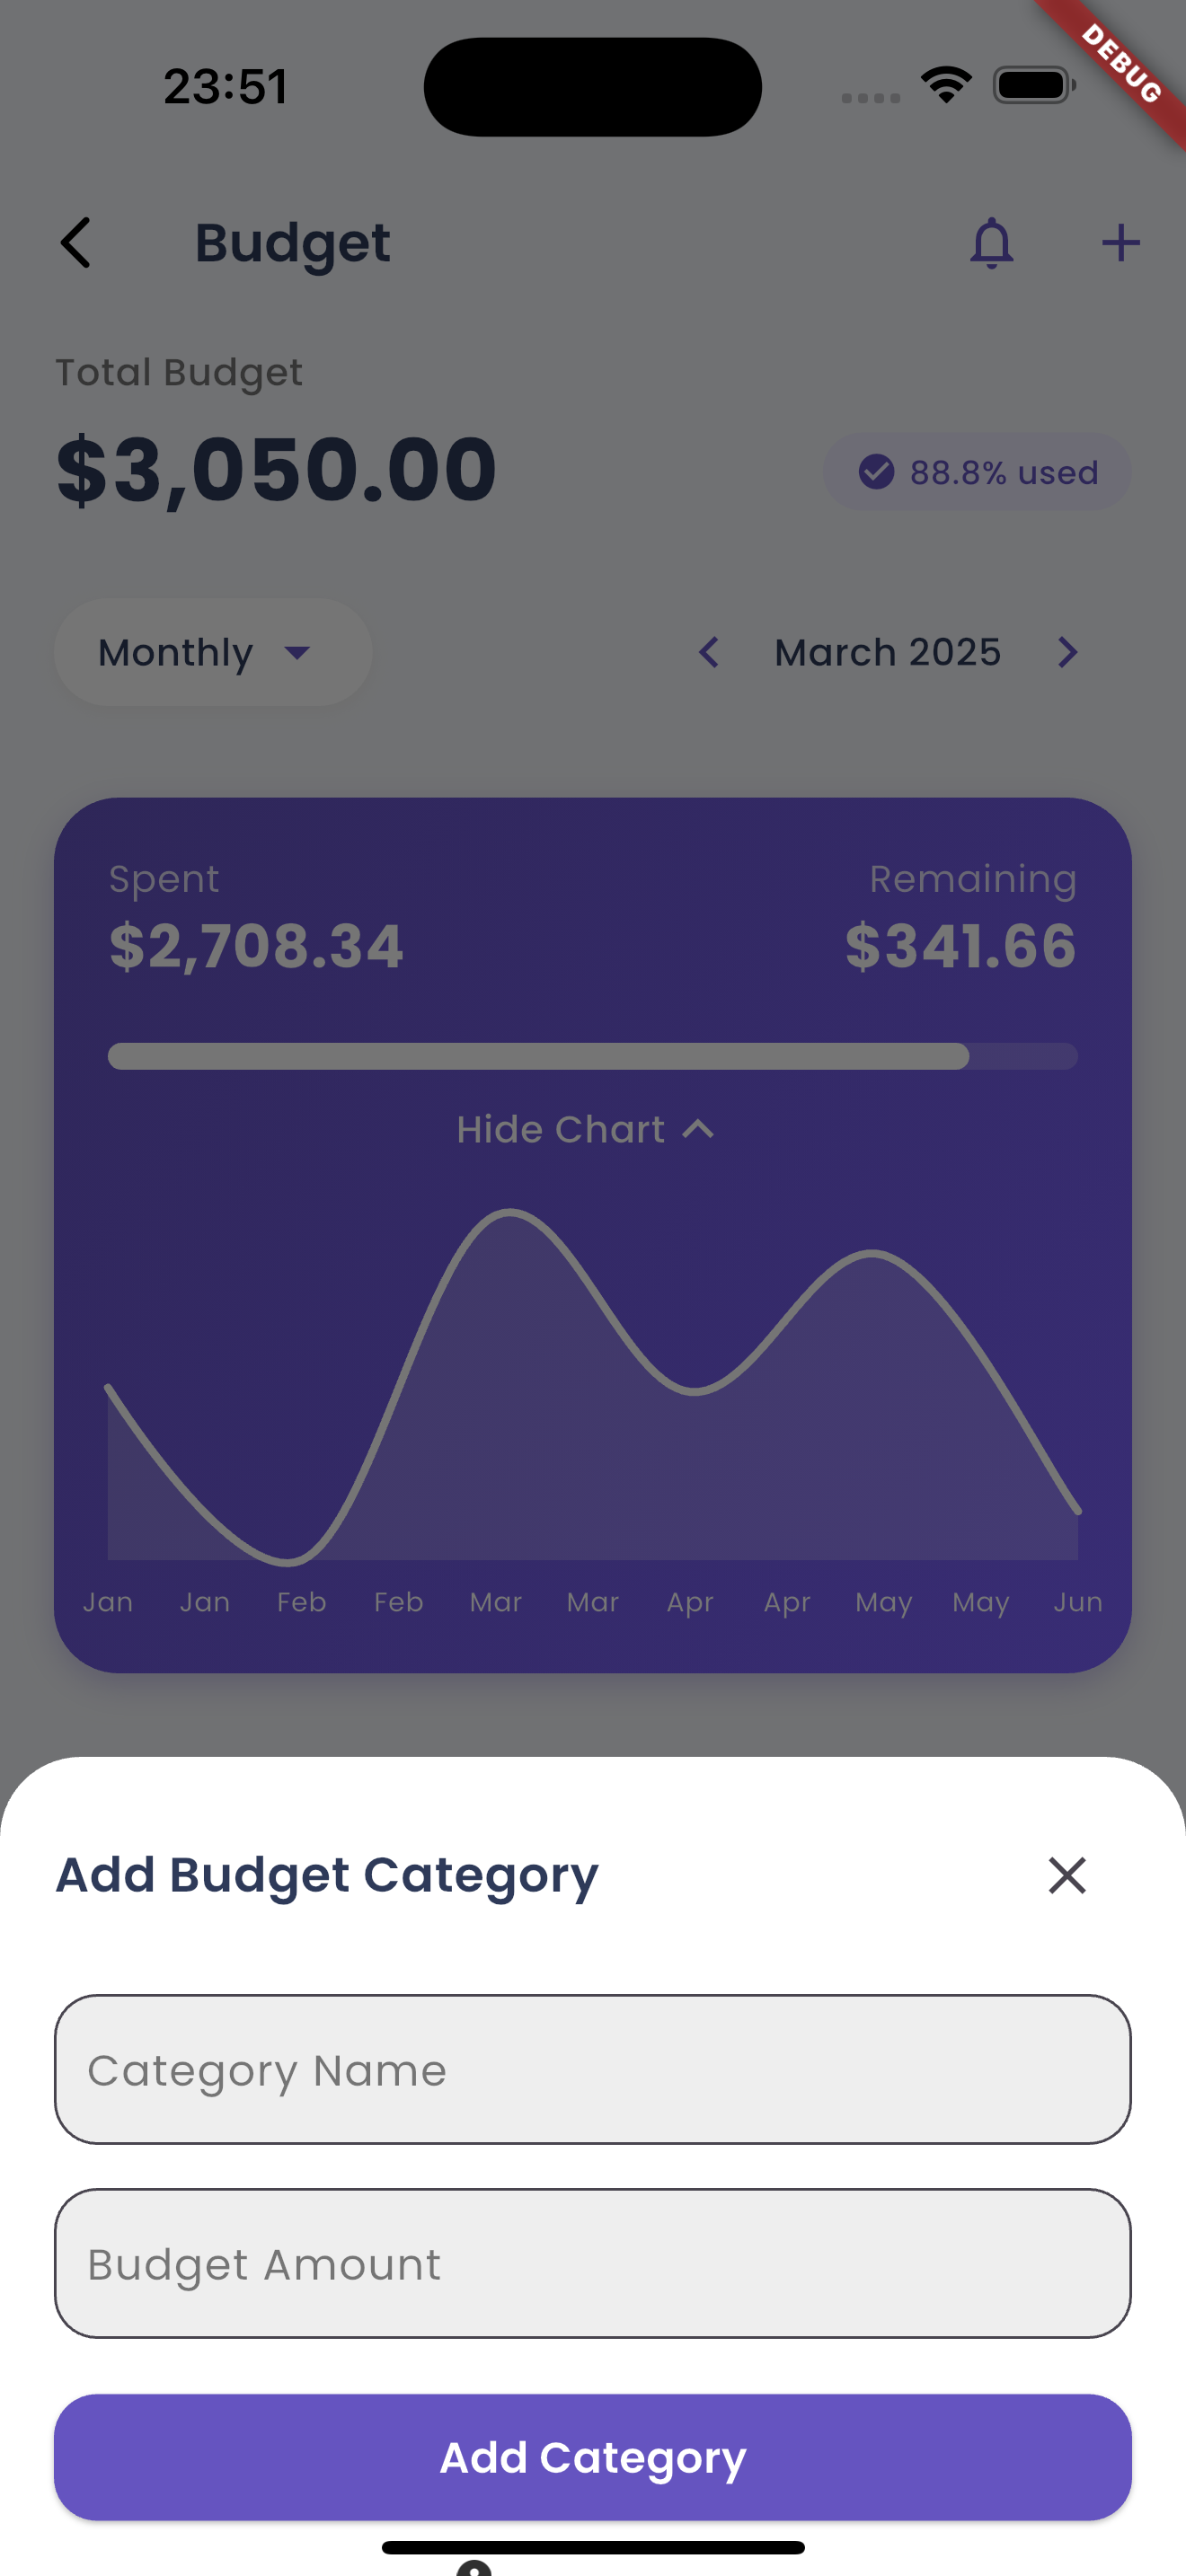 23:51
DEBUG
Budget
Total Budget
$3,050.00
88.8% used
Monthly
March 2025
Spent
Remaining
$2,708.34
$341.66
Hide Chart
Jan Jan Feb Feb Mar Mar Apr Apr May May Jun
Add Budget Category
Category Name
Budget Amount
Add Category